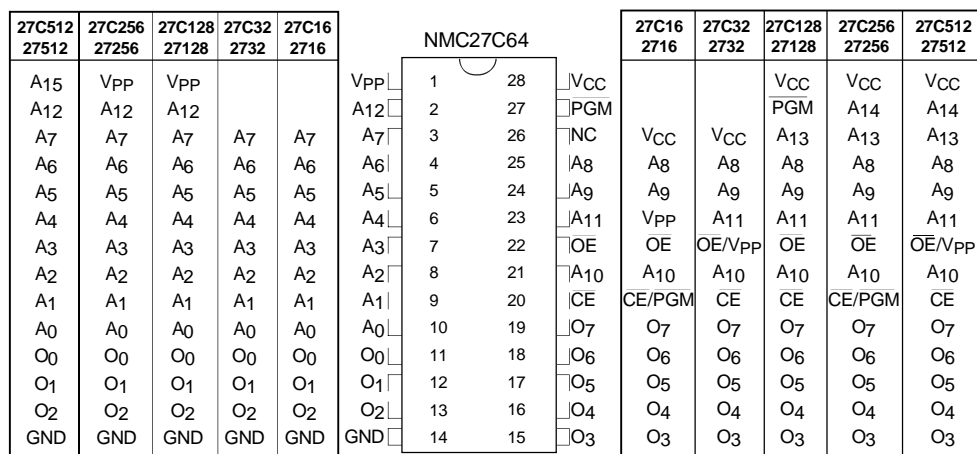 27C512 27C256 27C128 27C32 27C16 NMC27C64 27C16 27C32 27C128 27C256 27C512
27512 27256 27128 2732 2716 2716 2732 27128 27256 27512
A15 VPP VPP VPP 1 28 VCC VCC VCC VCC
A12 A12 A12 A12 2 27 PGM PGM A14 A14
A7 A7 A7 A7 A7 A7 3 26 NC VCC VCC A13 A13 A13
A6 A6 A6 A6 A6 A6 4 25 A8 A8 A8 A8 A8 A8
A5 A5 A5 A5 A5 A5 5 24 A9 A9 A9 A9 A9 A9
A4 A4 A4 A4 A4 A4 6 23 A11 VPP A11 A11 A11 A11
A3 A3 A3 A3 A3 A3 7 22 OE OE OE/VPP OE OE OE/VPP
A2 A2 A2 A2 A2 A2 8 21 A10 A10 A10 A10 A10 A10
A1 A1 A1 A1 A1 A1 9 20 CE CE/PGM CE CE CE/PGM CE
A0 A0 A0 A0 A0 A0 10 19 O7 O7 O7 O7 O7 O7
O0 O0 O0 O0 O0 O0 11 18 O6 O6 O6 O6 O6 O6
O1 O1 O1 O1 O1 O1 12 17 O5 O5 O5 O5 O5 O5
O2 O2 O2 O2 O2 O2 13 16 O4 O4 O4 O4 O4 O4
GND GND GND GND GND GND 14 15 O3 O3 O3 O3 O3 O3